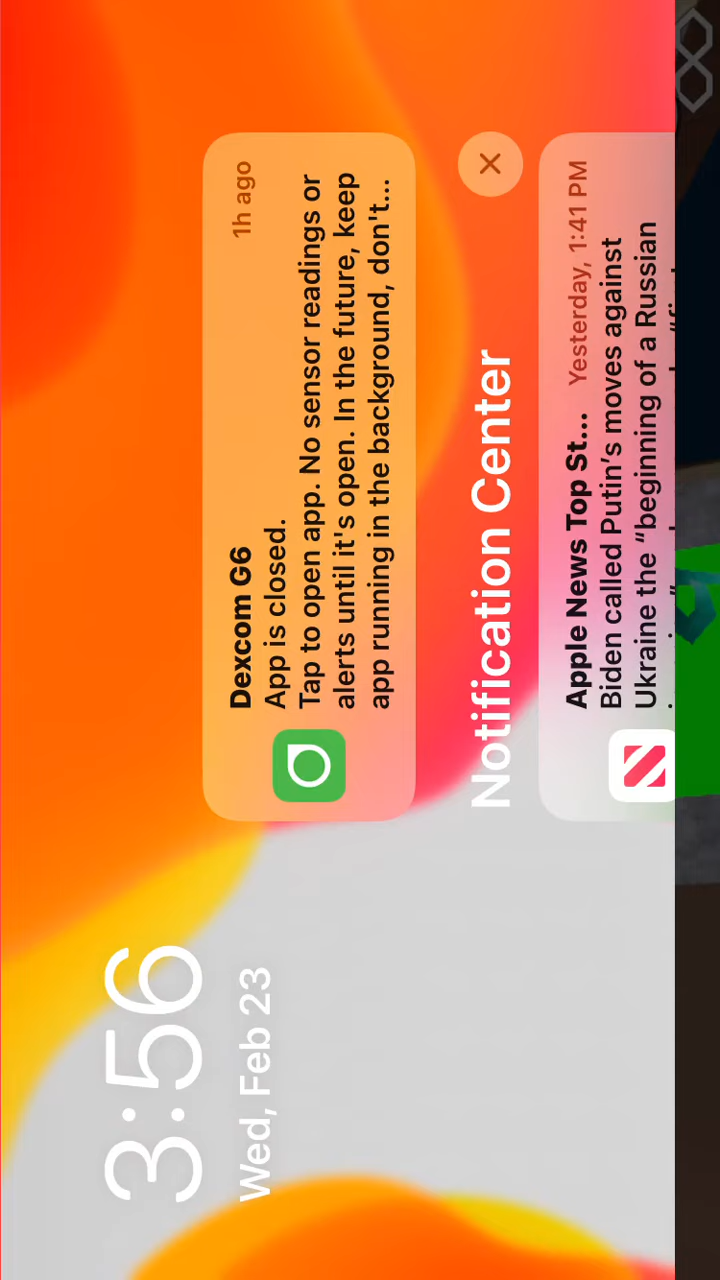 3:56
Wed, Feb 23
Dexcom G6
1h ago
App is closed.
Tap to open app. No sensor readings or
alerts until it's open. In the future, keep
app running in the background, don't...
Notification Center
Apple News Top St...
Yesterday, 1:41 PM
Biden called Putin’s moves against
Ukraine the “beginning of a Russian